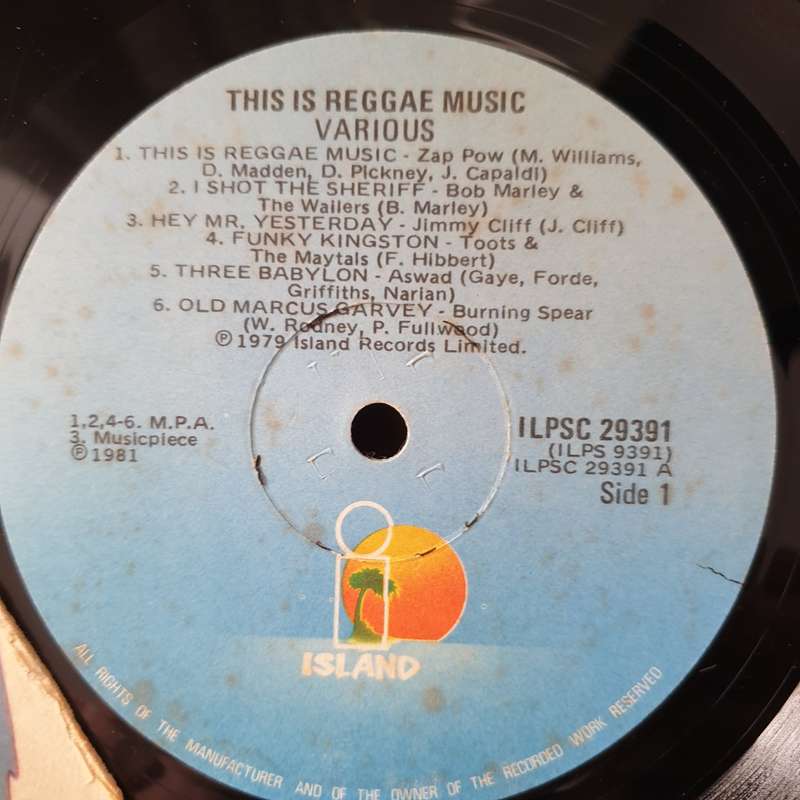 THIS IS REGGAE MUSIC
VARIOUS
1. THIS IS REGGAE MUSIC - Zap Pow (M. Williams,
D. Madden, D. Pickney, J. Capaldi)
2. I SHOT THE SHERIFF - Bob Marley &
The Wailers (B. Marley)
3. HEY MR. YESTERDAY - Jimmy Cliff (J. Cliff)
4. FUNKY KINGSTON - Toots &
The Maytals (F. Hibbert)
5. THREE BABYLON - Aswad (Gaye, Forde,
Griffiths, Narian)
6. OLD MARCUS GARVEY - Burning Spear
(W. Rodney, P. Fullwood)
℗ 1979 Island Records Limited.
1,2,4-6. M.P.A.
3. Musicpiece
℗ 1981
ILPSC 29391
(ILPS 9391)
ILPSC 29391 A
Side 1
i
ISLAND
ALL RIGHTS OF THE MANUFACTURER AND OF THE OWNER OF THE RECORDED WORK RESERVED